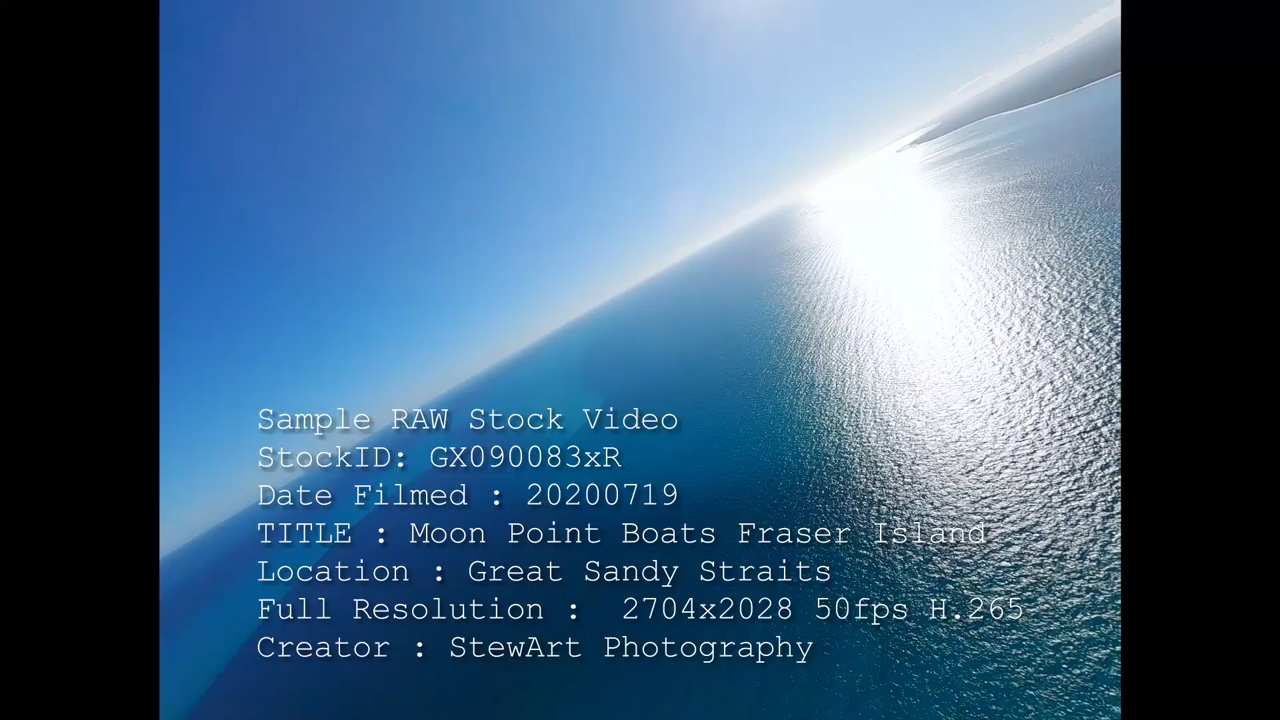 Sample RAW Stock Video
StockID: GX090083xR
Date Filmed : 20200719
TITLE : Moon Point Boats Fraser Island
Location : Great Sandy Straits
Full Resolution :  2704x2028 50fps H.265
Creator : StewArt Photography